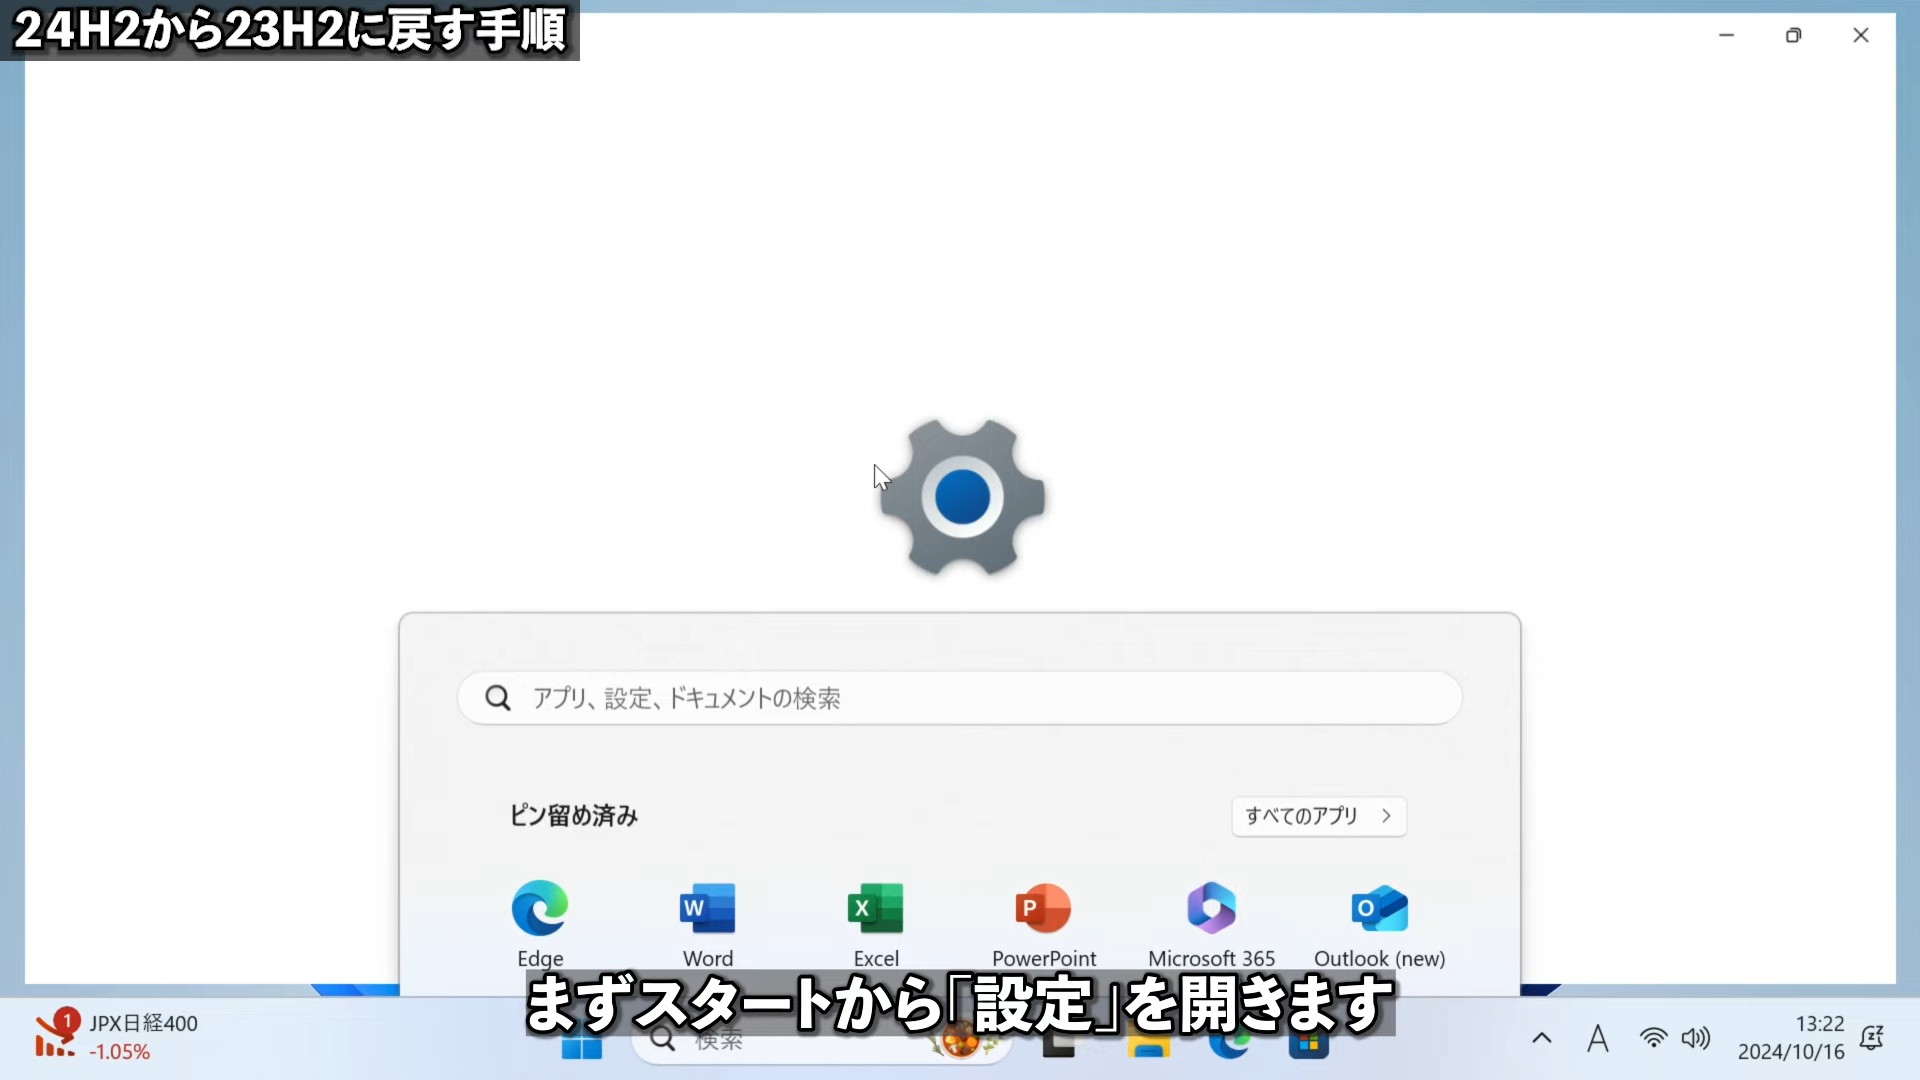 24H2から23H2に戻す手順
アプリ、設定、ドキュメントの検索
ピン留め済み
すべてのアプリ
Edge
Word
Excel
PowerPoint
Microsoft 365
Outlook (new)
まずスタートから「設定」を開きます
1
JPX日経400
-1.05%
検索
A
13:22
2024/10/16